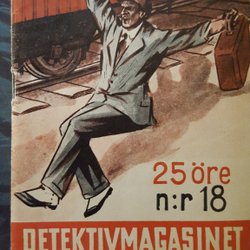 25 öre
n:r 18
DETEKTIVMAGASINET